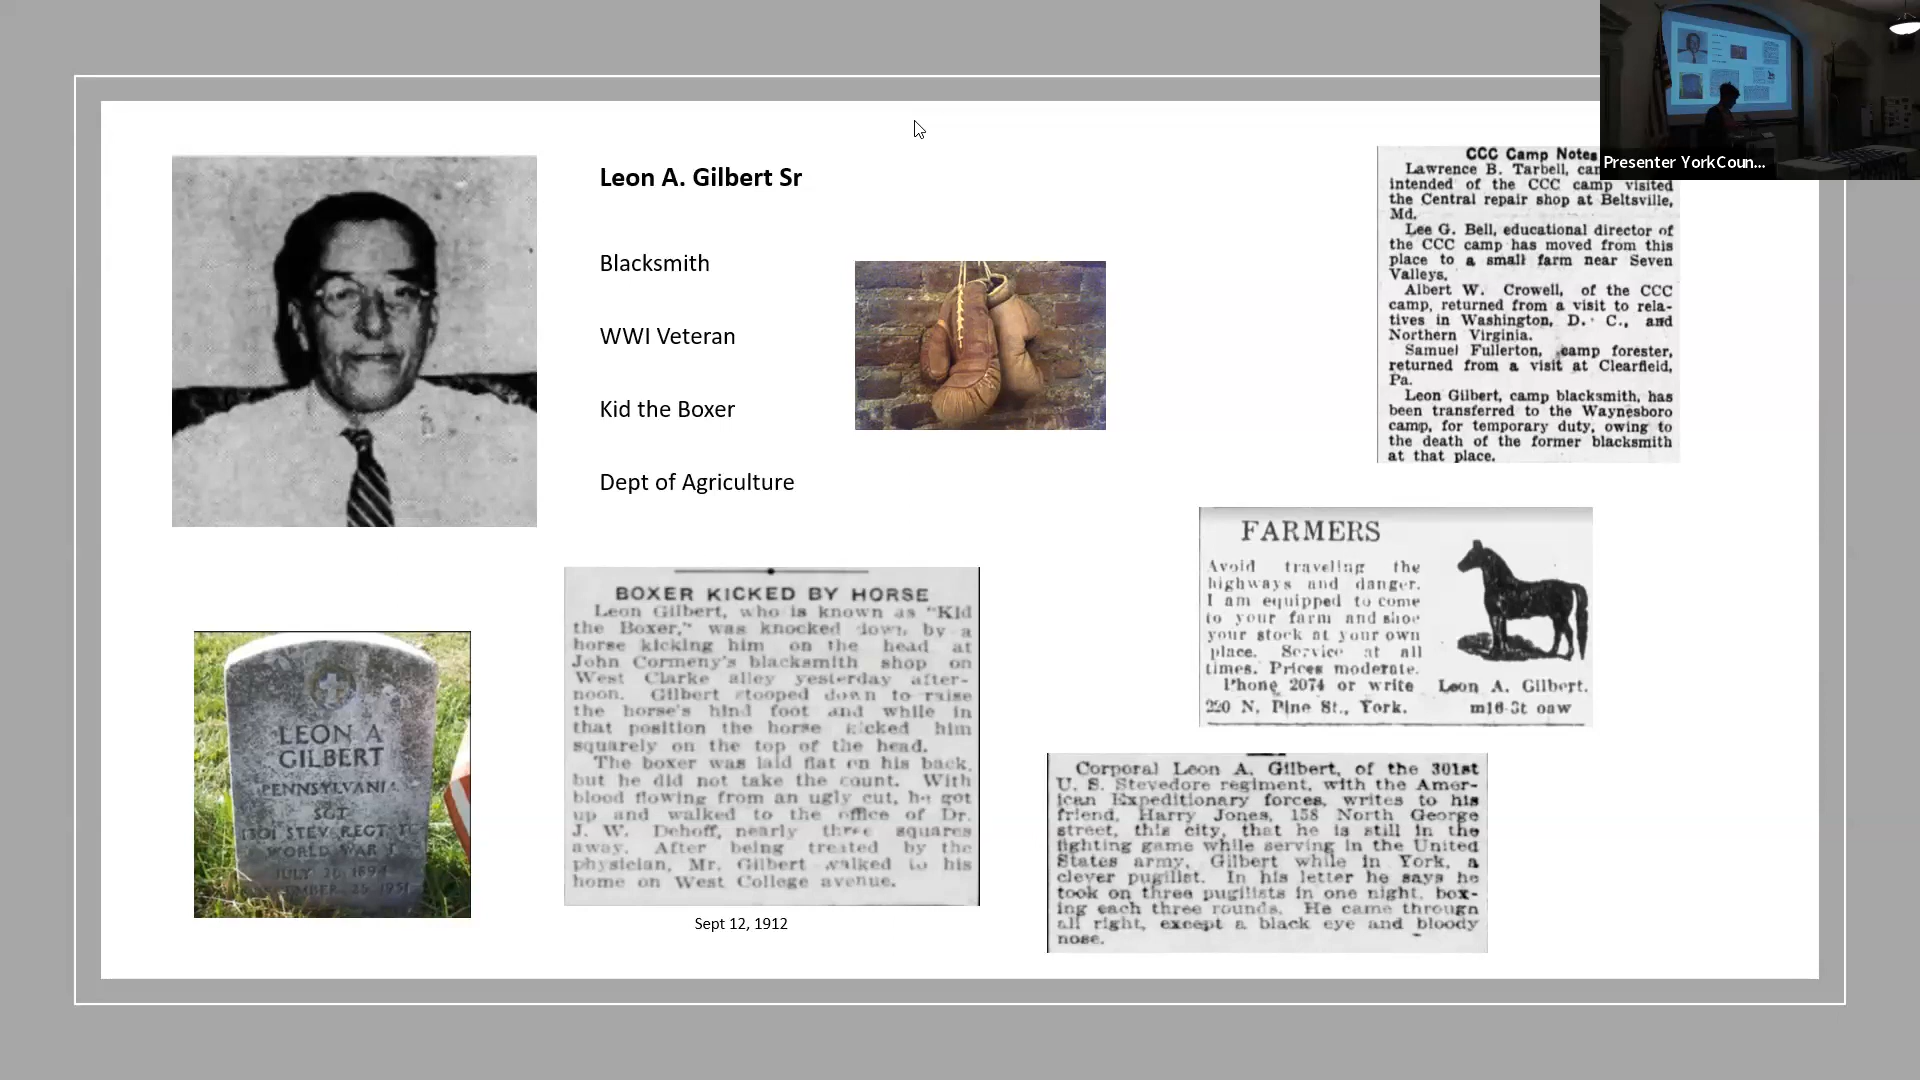 Leon A. Gilbert Sr
Blacksmith
WWI Veteran
Kid the Boxer
Dept of Agriculture
LEON A
GILBERT
PENNSYLVANIA
SGT
301 STEV REGT TC
WORLD WAR I
JULY 26 1894
26 1951
BOXER KICKED BY HORSE
Leon Gilbert, who is known as "Kid
the Boxer," was knocked down by a
horse kicking him on the head at
John Cormeny's blacksmith shop on
West Clarke alley yesterday after-
noon. Gilbert stooped down to raise
the horse's hind foot and while in
that position the horse kicked him
squarely on the top of the head.
The boxer was laid flat on his back,
but he did not take the count. With
blood flowing from an ugly cut, he got
up and walked to the office of Dr.
J. W. Dehoff, nearly three squares
away. After being treated by the
physician, Mr. Gilbert walked to his
home on West College avenue.
Sept 12, 1912
CCC Camp Notes
Lawrence B. Tarbell,
intended of the CCC camp visited
the Central repair shop at Beltsville,
Md.
Lee G. Bell, educational director of
the CCC camp has moved from this
place to a small farm near Seven
Valleys.
Albert W. Crowell, of the CCC
camp, returned from a visit to rela-
tives in Washington, D. C., and
Northern Virginia.
Samuel Fullerton, camp forester,
returned from a visit at Clearfield,
Pa.
Leon Gilbert, camp blacksmith, has
been transferred to the Waynesboro
camp, for temporary duty, owing to
the death of the former blacksmith
at that place.
FARMERS
Avoid traveling the
highways and danger.
I am equipped to come
to your farm and shoe
your stock at your own
place. Service at all
times. Prices moderate.
Phone 2074 or write
220 N. Pine St., York.
Leon A. Gilbert.
m16-3t oaw
Corporal Leon A. Gilbert, of the 301st
U. S. Stevedore regiment, with the Amer-
ican Expeditionary forces, writes to his
friend, Harry Jones, 158 North George
street, this city, that he is still in the
fighting game while serving in the United
States army. Gilbert while in York, a
clever pugilist. In his letter he says he
took on three pugilists in one night, box-
ing each three rounds. He came through
all right, except a black eye and bloody
nose.
Presenter YorkCoun...